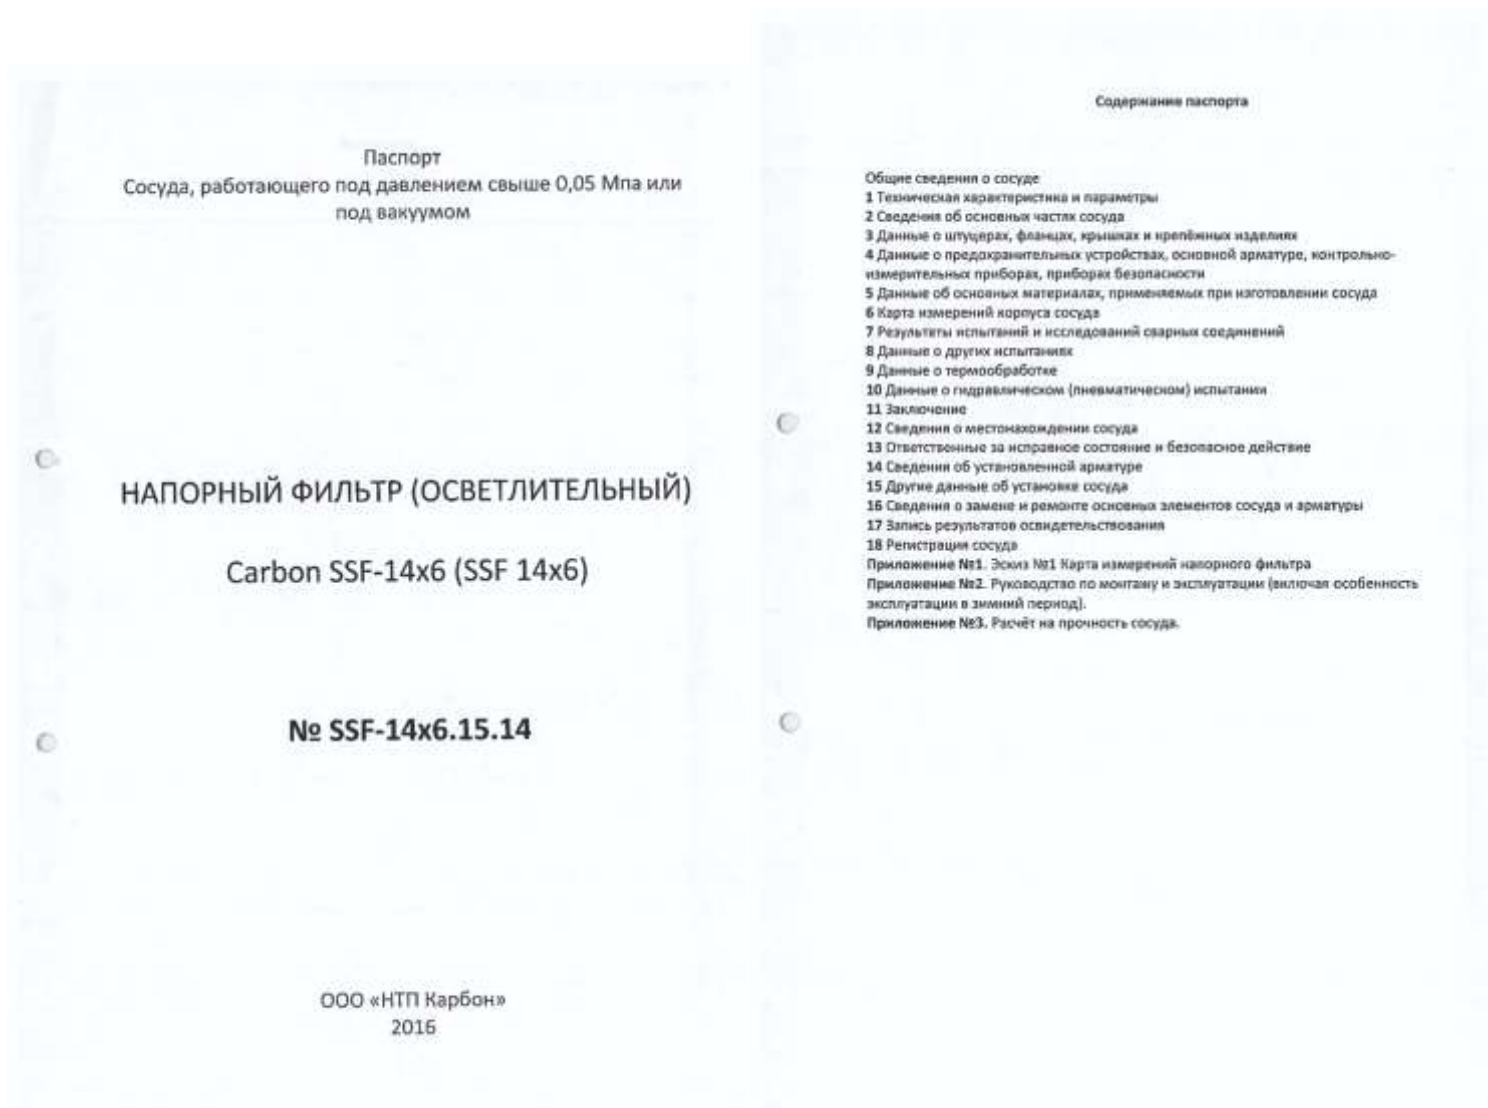 Паспорт
Сосуда, работающего под давлением свыше 0,05 Мпа или
под вакуумом
НАПОРНЫЙ ФИЛЬТР (ОСВЕТЛИТЕЛЬНЫЙ)
Carbon SSF-14x6 (SSF 14x6)
№ SSF-14x6.15.14
ООО «НТП Карбон»
2016
Содержание паспорта
Общие сведения о сосуде
1 Техническая характеристика и параметры
2 Сведения об основных частях сосуда
3 Данные о штуцерах, фланцах, крышках и крепёжных изделиях
4 Данные о предохранительных устройствах, основной арматуре, контрольно-
измерительных приборах, приборах безопасности
5 Данные об основных материалах, применяемых при изготовлении сосуда
6 Карта измерений корпуса сосуда
7 Результаты испытаний и исследований сварных соединений
8 Данные о других испытаниях
9 Данные о термообработке
10 Данные о гидравлическом (пневматическом) испытании
11 Заключение
12 Сведения о местонахождении сосуда
13 Ответственные за исправное состояние и безопасное действие
14 Сведения об установленной арматуре
15 Другие данные об установке сосуда
16 Сведения о замене и ремонте основных элементов сосуда и арматуры
17 Запись результатов освидетельствования
18 Регистрация сосуда
Приложение №1. Эскиз №1 Карта измерений напорного фильтра
Приложение №2. Руководство по монтажу и эксплуатации (включая особенность
эксплуатации в зимний период).
Приложение №3. Расчёт на прочность сосуда.